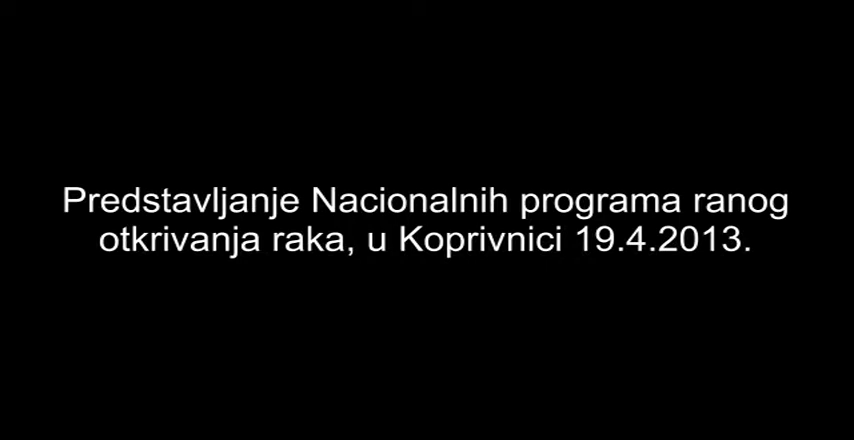 Predstavljanje Nacionalnih programa ranog
otkrivanja raka, u Koprivnici 19.4.2013.